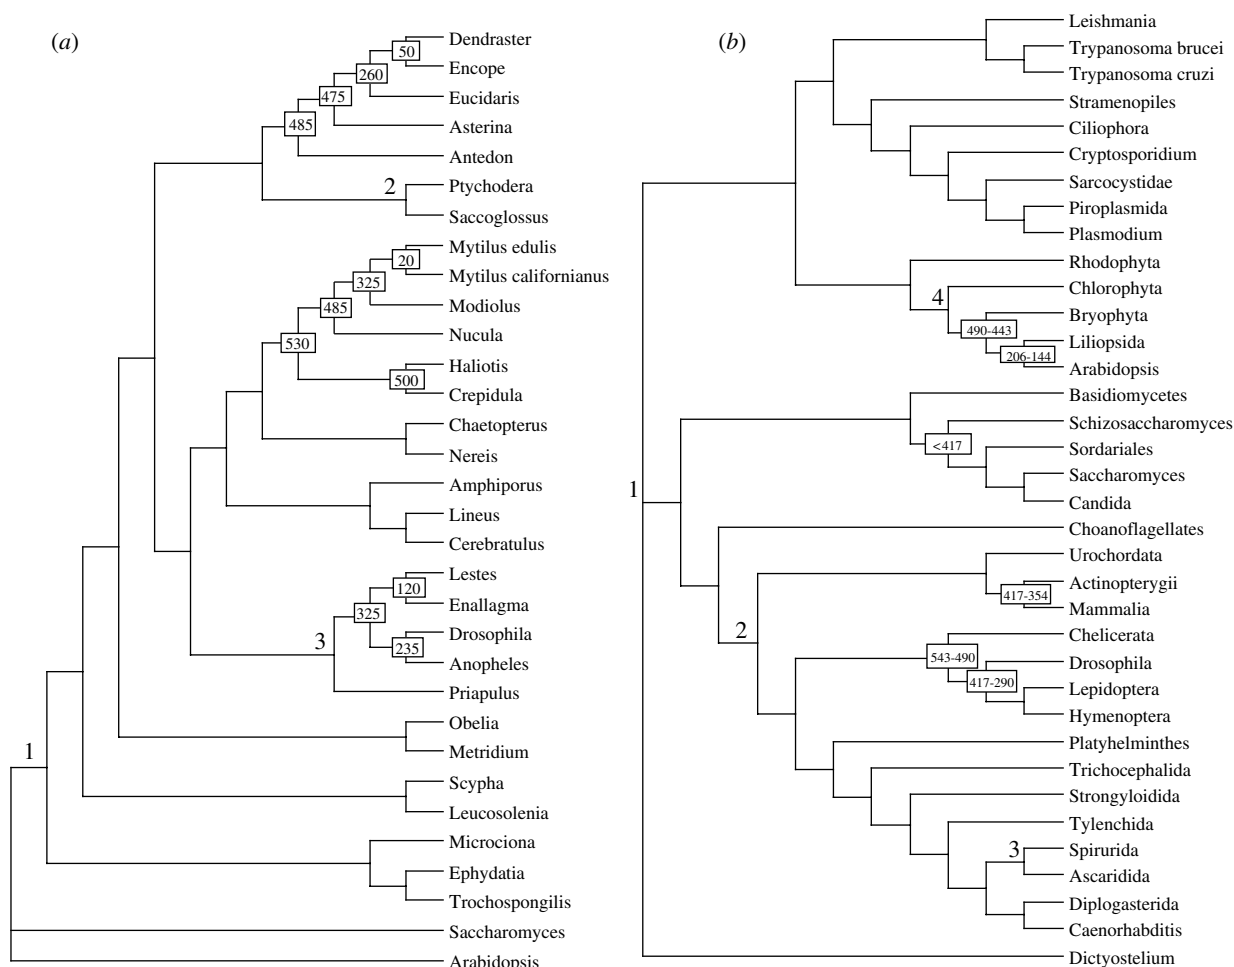 (a)
Dendraster
50
Encope
260
Eucidaris
475
Asterina
485
Antedon
2
Ptychodera
Saccoglossus
Mytilus edulis
20
Mytilus californianus
325
Modiolus
485
Nucula
530
Haliotis
500
Crepidula
Chaetopterus
Nereis
Amphiporus
Lineus
Cerebratulus
Lestes
120
Enallagma
325
Drosophila
3
235
Anopheles
Priapulus
Obelia
Metridium
1
Scypha
Leucosolenia
Microciona
Ephydatia
Trochospongilis
Saccharomyces
Arabidopsis
(b)
Leishmania
Trypanosoma brucei
Trypanosoma cruzi
Stramenopiles
Ciliophora
Cryptosporidium
Sarcocystidae
Piroplasmida
Plasmodium
Rhodophyta
4
Chlorophyta
Bryophyta
490-443
Liliopsida
206-144
Arabidopsis
Basidiomycetes
Schizosaccharomyces
<417
Sordariales
Saccharomyces
1
Candida
Choanoflagellates
Urochordata
Actinopterygii
417-354
Mammalia
2
Chelicerata
543-490
Drosophila
417-290
Lepidoptera
Hymenoptera
Platyhelminthes
Trichocephalida
Strongyloidida
Tylenchida
3
Spirurida
Ascaridida
Diplogasterida
Caenorhabditis
Dictyostelium